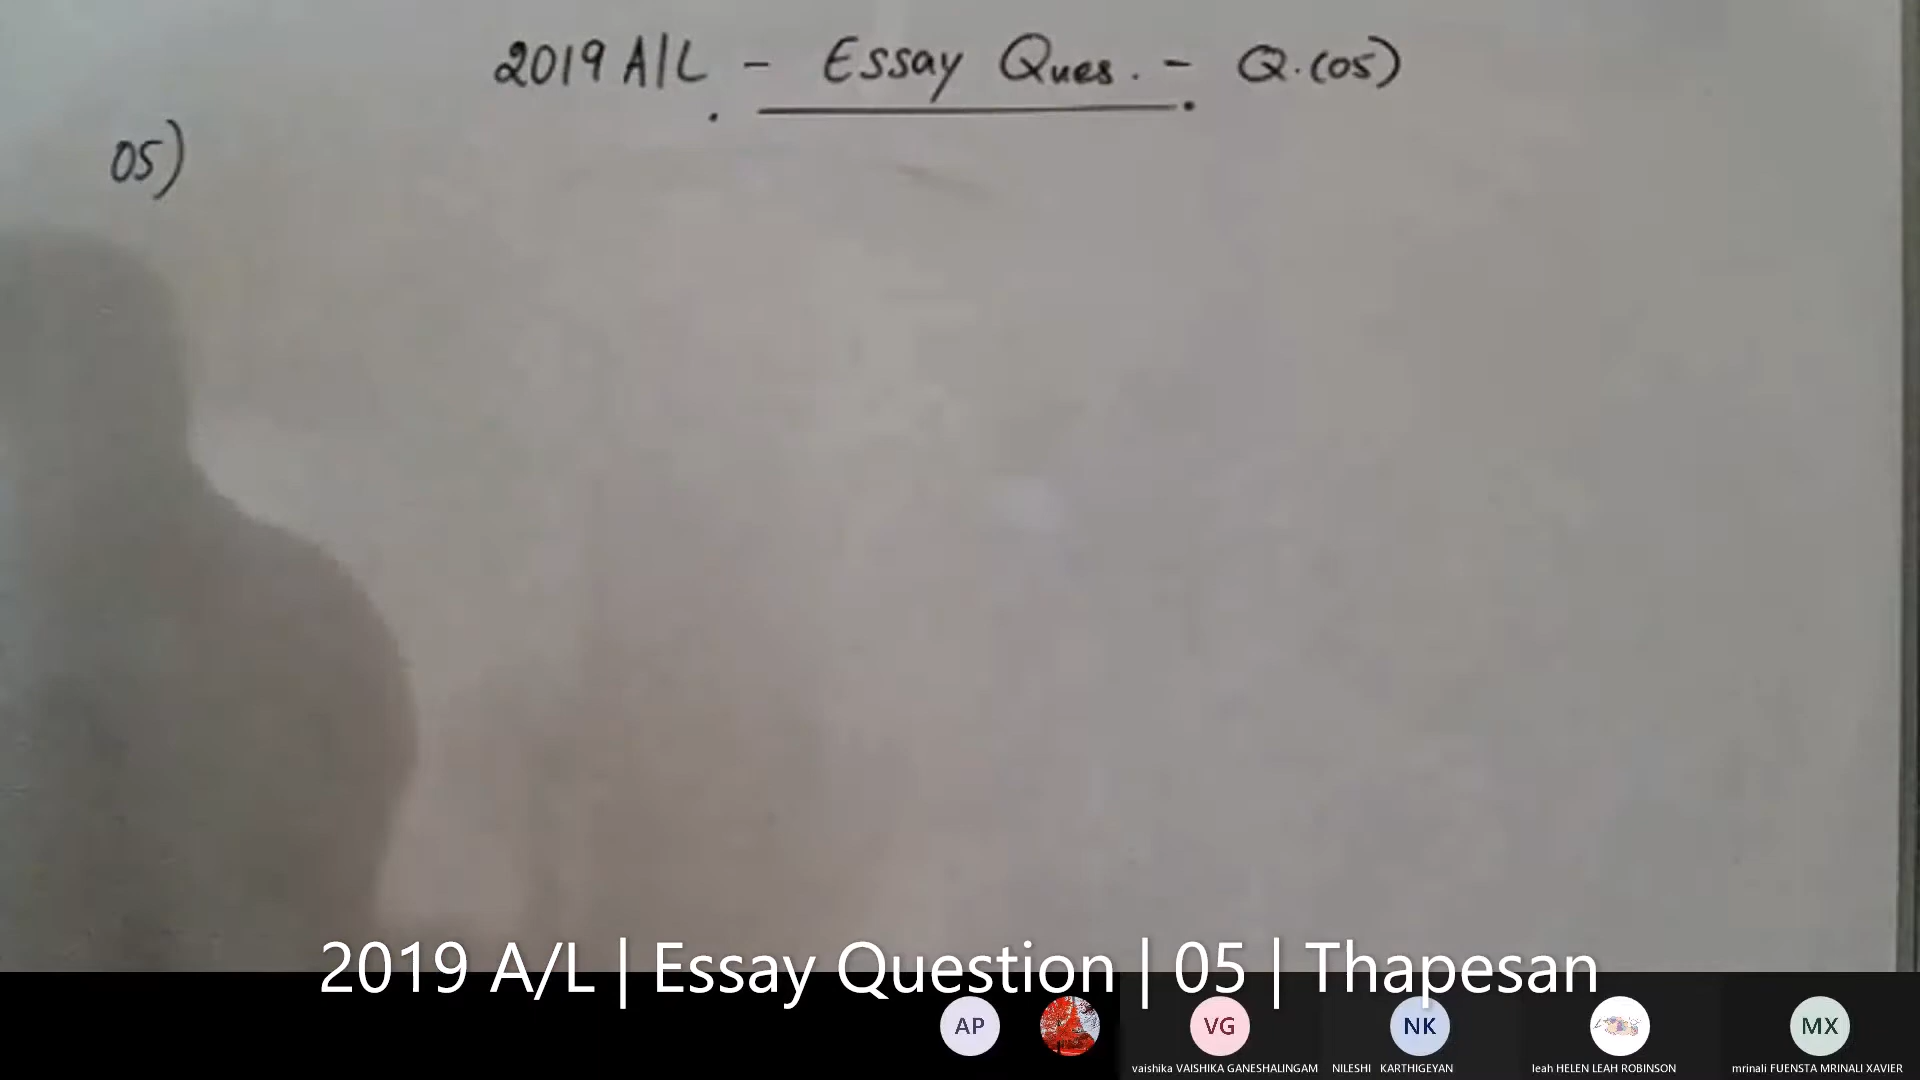 2019 A/L - Essay Ques. - Q.(05)
05)
2019 A/L | Essay Question | 05 | Thapesan
AP
VG
NK
MX
vaishika VAISHIKA GANESHALINGAM
NILESHI KARTHIGEYAN
leah HELEN LEAH ROBINSON
mrinali FUENSTA MRINALI XAVIER